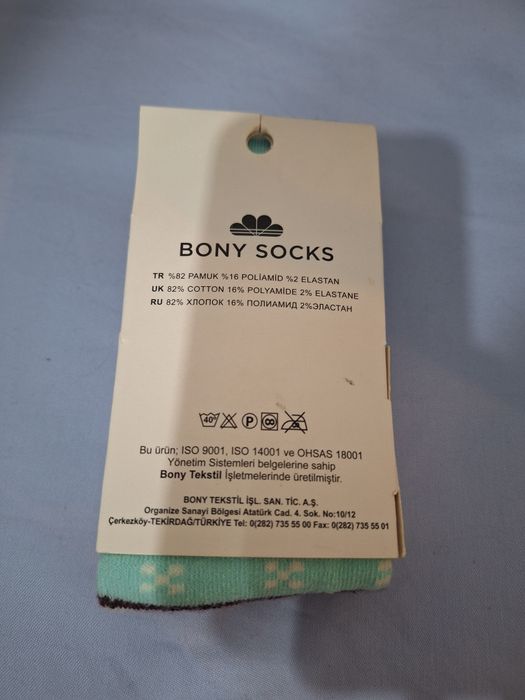 BONY SOCKS
TR %82 PAMUK %16 POLİAMİD %2 ELASTAN
UK 82% COTTON 16% POLYAMİDE 2% ELASTANE
RU 82% ХЛОПОК 16% ПОЛИАМИД 2%ЭЛАСТАН
40° P
Bu ürün; ISO 9001, ISO 14001 ve OHSAS 18001
Yönetim Sistemleri belgelerine sahip
Bony Tekstil İşletmelerinde üretilmiştir.
BONY TEKSTİL İŞL. SAN. TİC. A.Ş.
Organize Sanayi Bölgesi Atatürk Cad. 4. Sok. No:10/12
Çerkezköy-TEKİRDAĞ/TÜRKİYE Tel: 0(282) 735 55 00 Fax: 0(282) 735 55 01